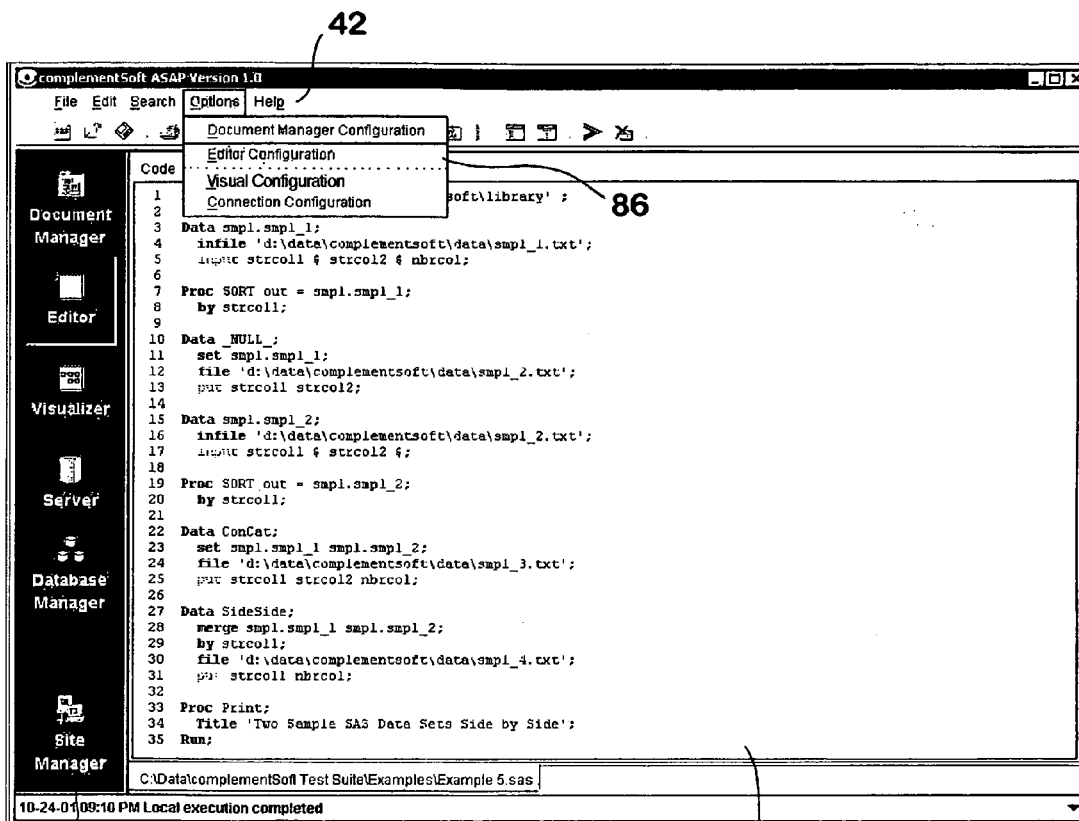 42
complementSoft ASAP Version 1.0
File Edit Search Options Help
Document Manager Configuration
Editor Configuration
Visual Configuration
Connection Configuration
86
Document Manager
Editor
Visualizer
Server
Database Manager
Site Manager
Code
1 soft\library' ;
2
3 Data smpl.smpl_1;
4 infile 'd:\data\complementsoft\data\smpl_1.txt';
5 input strcol1 $ strcol2 $ nbrcol;
6
7 Proc SORT out = smpl.smpl_1;
8 by strcol1;
9
10 Data _NULL_;
11 set smpl.smpl_1;
12 file 'd:\data\complementsoft\data\smpl_2.txt';
13 put strcol1 strcol2;
14
15 Data smpl.smpl_2;
16 infile 'd:\data\complementsoft\data\smpl_2.txt';
17 input strcol1 $ strcol2 $;
18
19 Proc SORT out = smpl.smpl_2;
20 by strcol1;
21
22 Data ConCat;
23 set smpl.smpl_1 smpl.smpl_2;
24 file 'd:\data\complementsoft\data\smpl_3.txt';
25 put strcol1 strcol2 nbrcol;
26
27 Data SideSide;
28 merge smpl.smpl_1 smpl.smpl_2;
29 by strcol1;
30 file 'd:\data\complementsoft\data\smpl_4.txt';
31 put strcol1 nbrcol;
32
33 Proc Print;
34 Title 'Two Sample SAS Data Sets Side by Side';
35 Run;
C:\Data\complementSoft Test Suite\Examples\Example 5.sas
10-24-01 09:10 PM Local execution completed